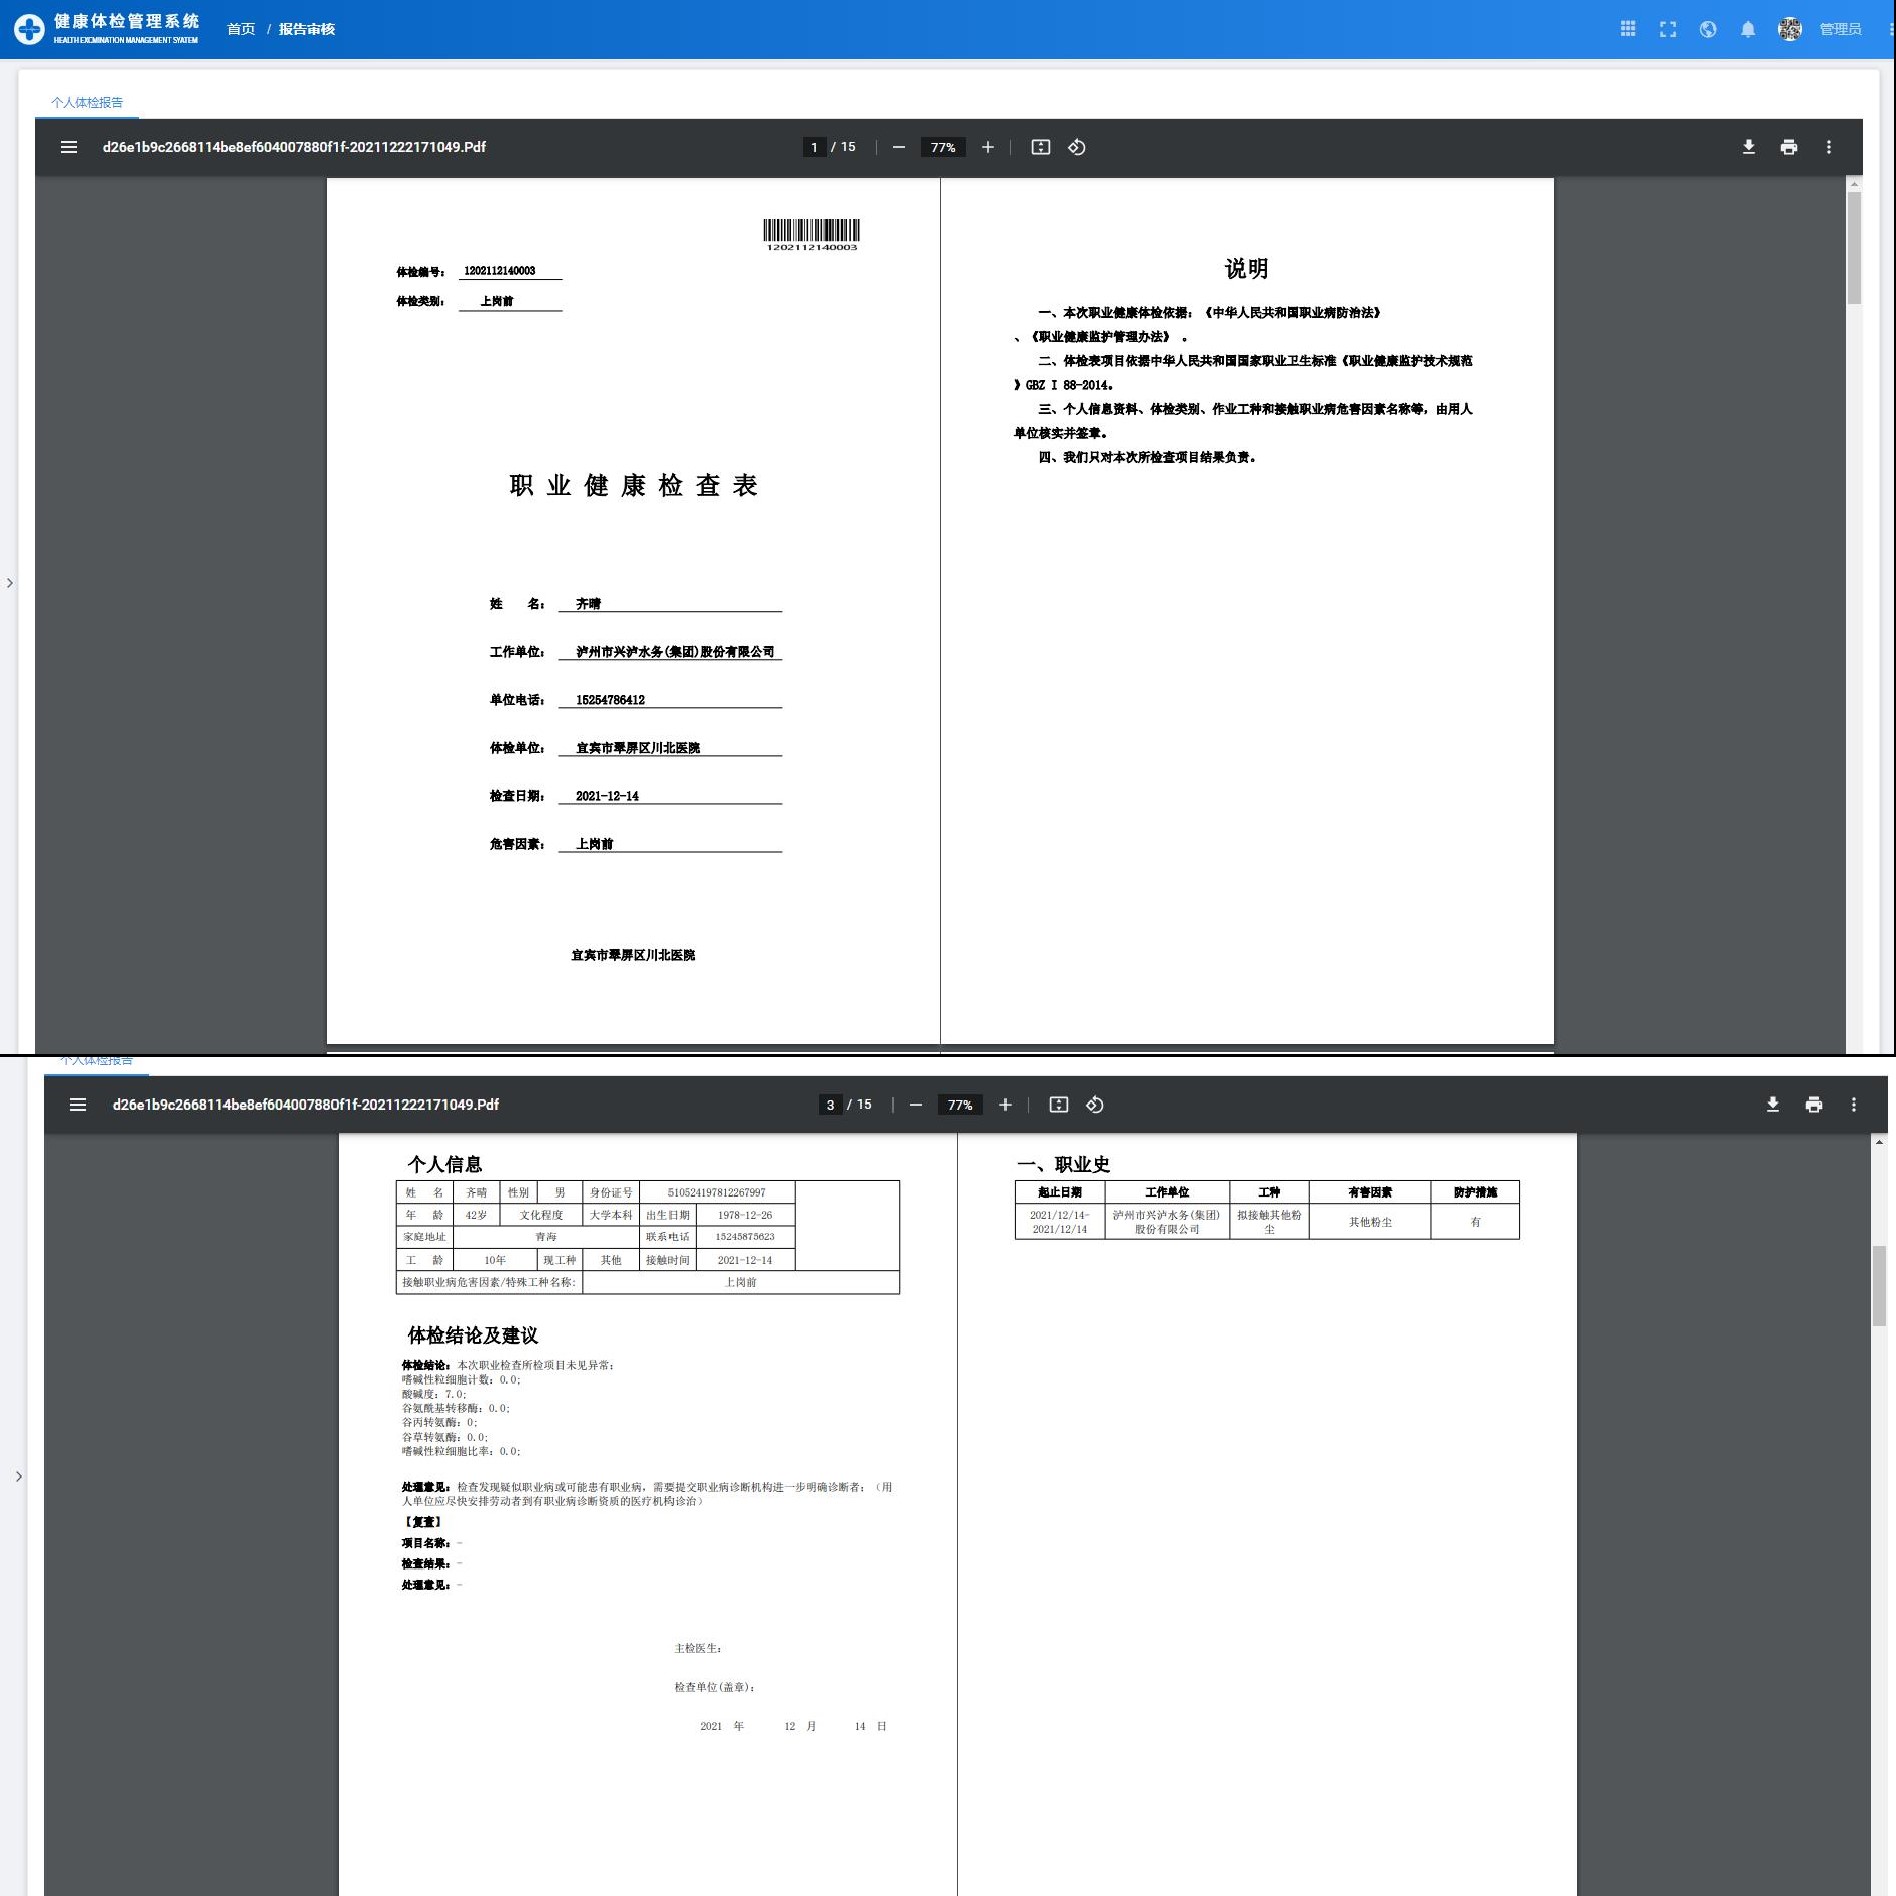 健康体检管理系统
HEALTH EXCMINATION MANAGEMENT SYATEM
首页 / 报告审核
管理员
个人体检报告
d26e1b9c2668114be8ef604007880f1f-20211222171049.Pdf
1 / 15
77%
1202112140003
体检编号： 1202112140003
体检类别： 上岗前
职业健康检查表
姓 名： 齐晴
工作单位： 泸州市兴泸水务(集团)股份有限公司
单位电话： 15254786412
体检单位： 宜宾市翠屏区川北医院
检查日期： 2021-12-14
危害因素： 上岗前
宜宾市翠屏区川北医院
说明
一、本次职业健康体检依据：《中华人民共和国职业病防治法》
、《职业健康监护管理办法》 。
二、体检表项目依据中华人民共和国国家职业卫生标准《职业健康监护技术规范
》GBZ I 88-2014。
三、个人信息资料、体检类别、作业工种和接触职业病危害因素名称等，由用人
单位核实并签章。
四、我们只对本次所检查项目结果负责。
个人体检报告
d26e1b9c2668114be8ef604007880f1f-20211222171049.Pdf
3 / 15
77%
个人信息
姓 名 齐晴 性别 男 身份证号 510524197812267997
年 龄 42岁 文化程度 大学本科 出生日期 1978-12-26
家庭地址 青海 联系电话 15245875623
工 龄 10年 现工种 其他 接触时间 2021-12-14
接触职业病危害因素/特殊工种名称: 上岗前
体检结论及建议
体检结论： 本次职业检查所检项目未见异常；
嗜碱性粒细胞计数：0.0;
酸碱度：7.0;
谷氨酰基转移酶：0.0;
谷丙转氨酶：0;
谷草转氨酶：0.0;
嗜碱性粒细胞比率：0.0;
处理意见： 检查发现疑似职业病或可能患有职业病，需要提交职业病诊断机构进一步明确诊断者；（用
人单位应尽快安排劳动者到有职业病诊断资质的医疗机构诊治）
【复查】
项目名称： -
检查结果： -
处理意见： -
主检医生：
检查单位(盖章)：
2021 年 12 月 14 日
一、职业史
起止日期 工作单位 工种 有害因素 防护措施
2021/12/14- 泸州市兴泸水务(集团) 拟接触其他粉 其他粉尘 有
2021/12/14 股份有限公司 尘